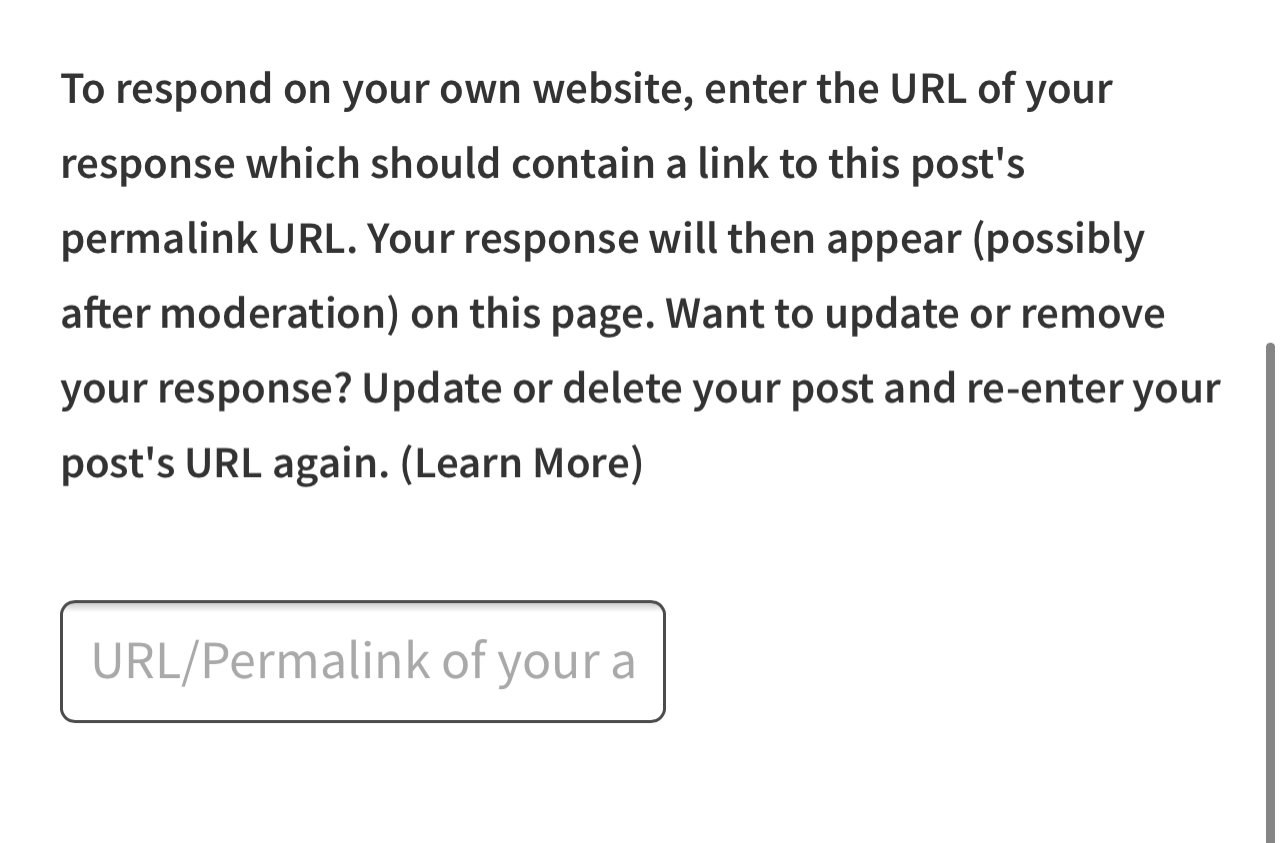 To respond on your own website, enter the URL of your
response which should contain a link to this post's
permalink URL. Your response will then appear (possibly
after moderation) on this page. Want to update or remove
your response? Update or delete your post and re-enter your
post's URL again. (Learn More)
URL/Permalink of your a